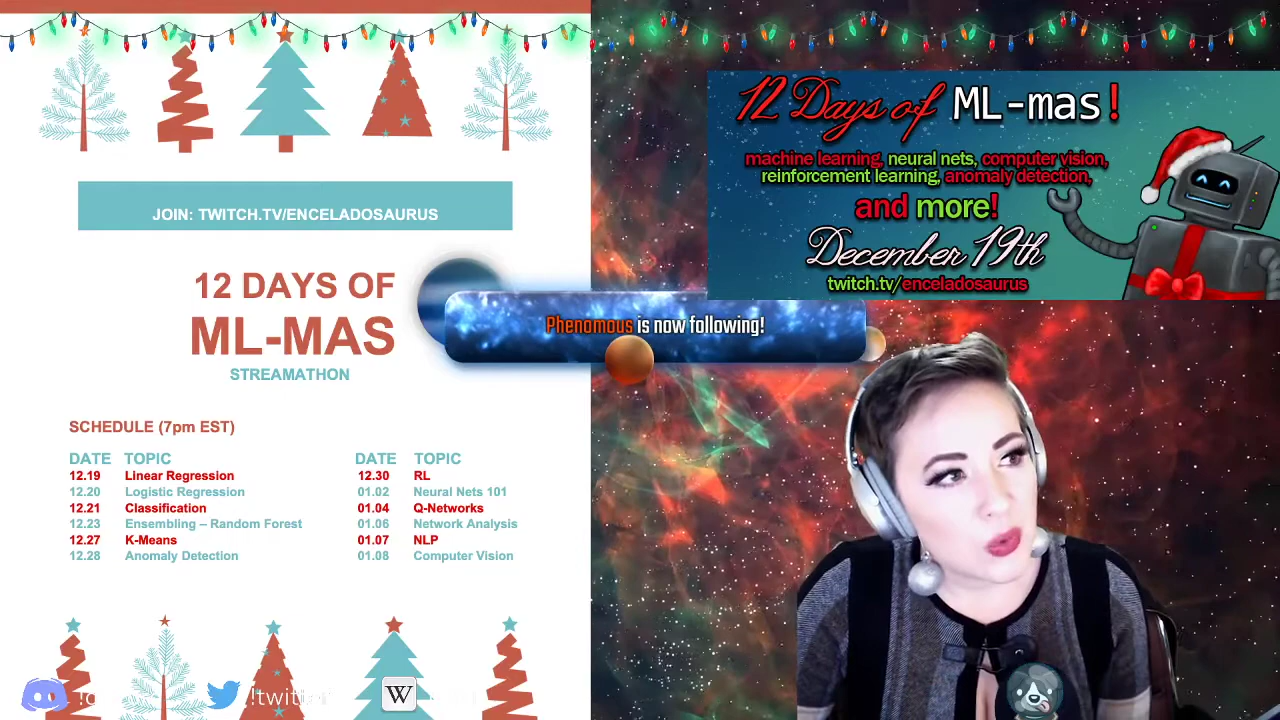 JOIN: TWITCH.TV/ENCELADOSAURUS
12 DAYS OF
ML-MAS
STREAMATHON
SCHEDULE (7pm EST)
DATE TOPIC
12.19 Linear Regression
12.20 Logistic Regression
12.21 Classification
12.23 Ensembling – Random Forest
12.27 K-Means
12.28 Anomaly Detection
DATE TOPIC
12.30 RL
01.02 Neural Nets 101
01.04 Q-Networks
01.06 Network Analysis
01.07 NLP
01.08 Computer Vision
!twitter
W
Phenomous is now following!
12 Days of ML-mas!
machine learning, neural nets, computer vision,
reinforcement learning, anomaly detection,
and more!
December 19th
twitch.tv/enceladosaurus